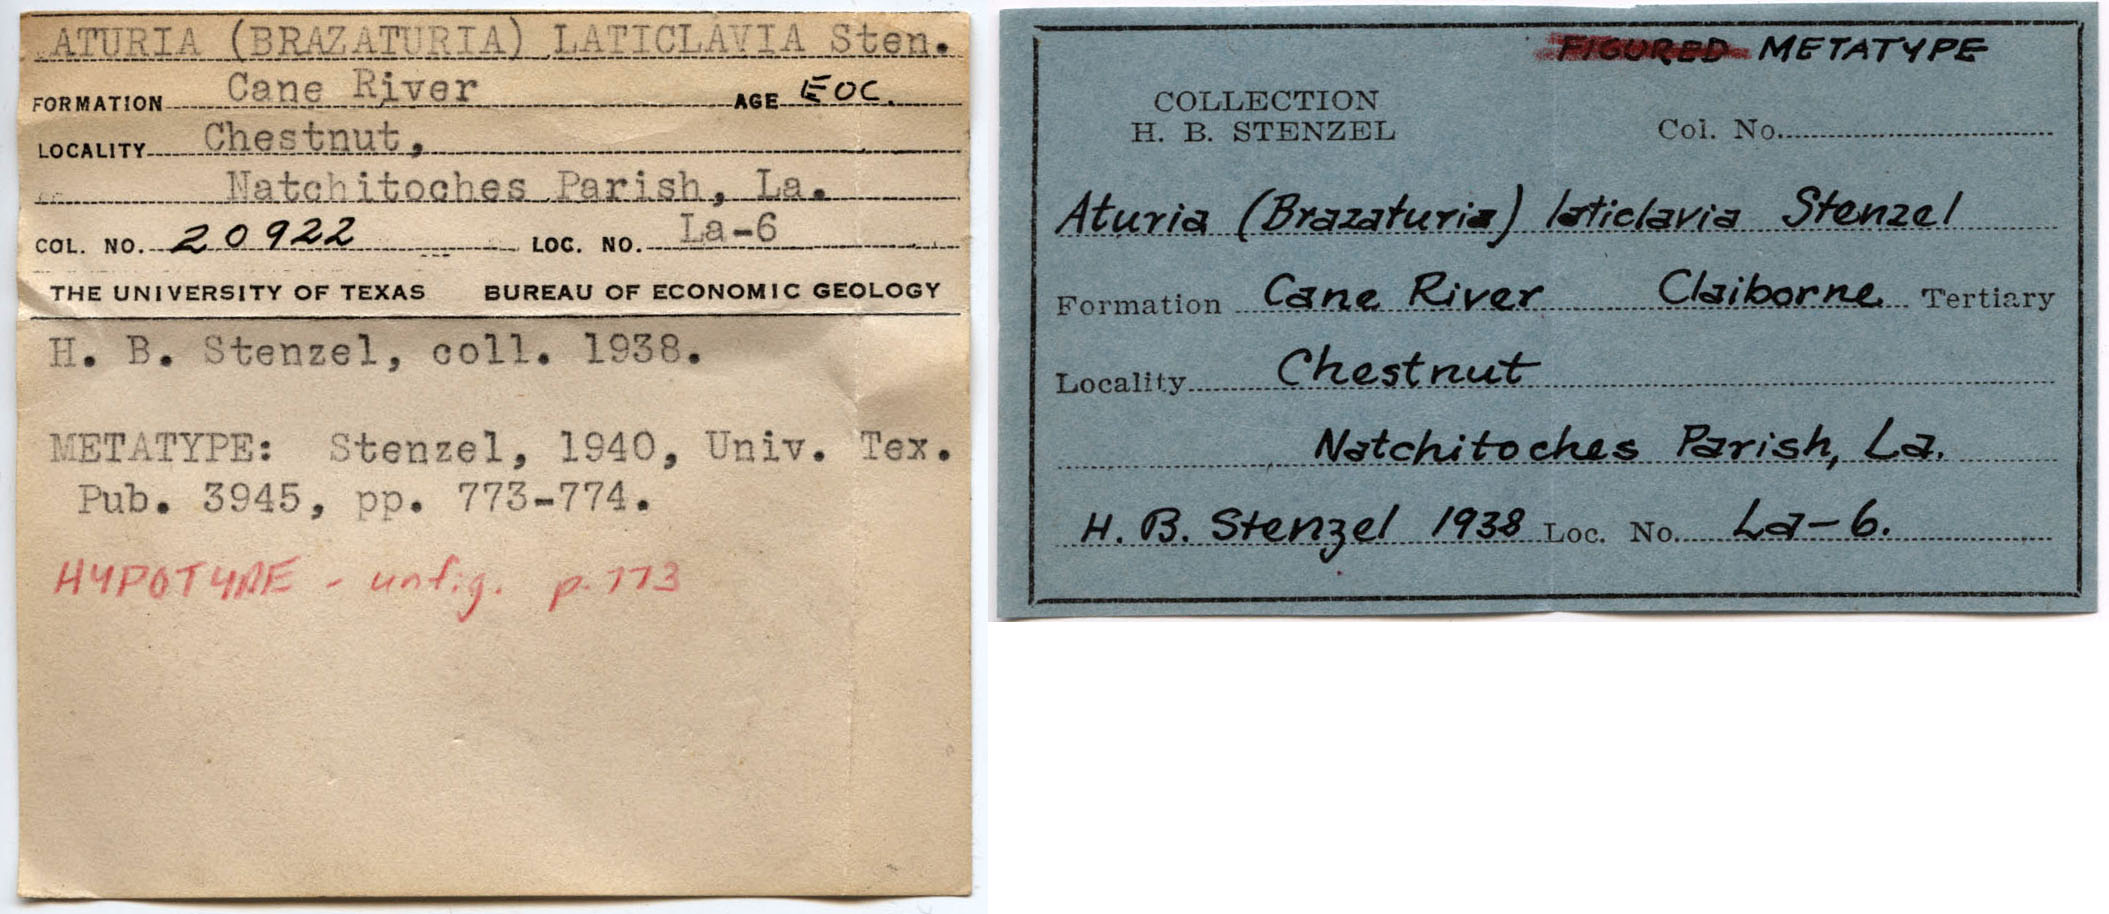 ATURIA (BRAZATURIA) LATICLAVIA Sten.
FORMATION Cane River AGE EOC.
LOCALITY Chestnut,
Natchitoches Parish, La.
COL. NO. 20922 LOC. NO. La-6
THE UNIVERSITY OF TEXAS BUREAU OF ECONOMIC GEOLOGY
H. B. Stenzel, coll. 1938.
METATYPE: Stenzel, 1940, Univ. Tex.
Pub. 3945, pp. 773-774.
HYPOTYPE - unfig. p. 773
FIGURED METATYPE
COLLECTION
H. B. STENZEL Col. No.
Aturia (Brazaturia) laticlavia Stenzel
Formation Cane River Claiborne Tertiary
Locality Chestnut
Natchitoches Parish, La.
H. B. Stenzel 1938 Loc. No. La-6.